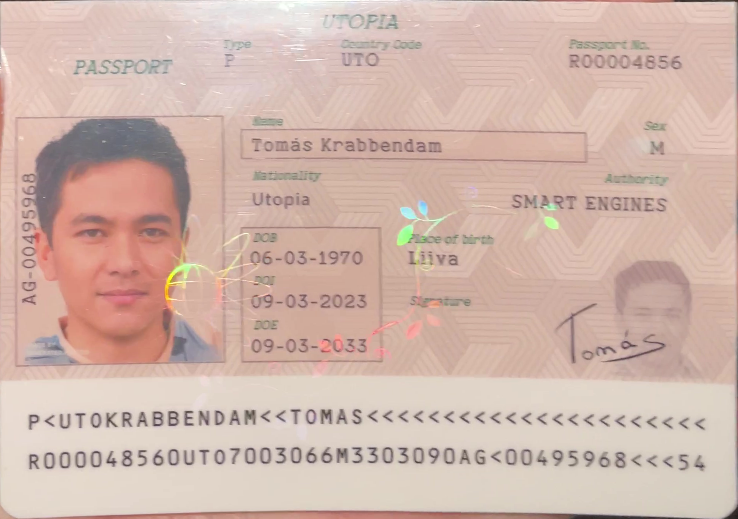 UTOPIA
PASSPORT
Type
P
Country Code
UTO
Passport No.
R00004856
Name
Tomás Krabbendam
Sex
M
Nationality
Utopia
Authority
SMART ENGINES
DOB
06-03-1970
Place of birth
Liiva
DOI
09-03-2023
Signature
Tomás
DOE
09-03-2033
AG-00495968
P<UTOKRABBENDAM<<TOMAS<<<<<<<<<<<<<<<<<<<<<<
R000048560UTO7003066M3303090AG<00495968<<<54